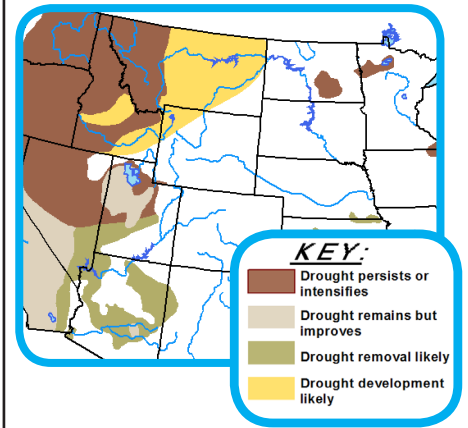 KEY:
Drought persists or
intensifies
Drought remains but
improves
Drought removal likely
Drought development
likely